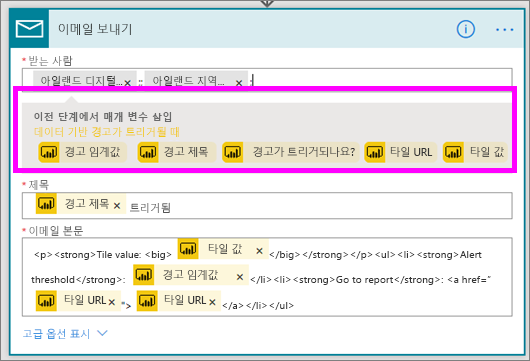 이메일 보내기
* 받는 사람
아일랜드 디지털... × ; 아일랜드 지역... × ;
이전 단계에서 매개 변수 삽입
데이터 기반 경고가 트리거될 때
경고 임계값 경고 제목 경고가 트리거되나요? 타일 URL 타일 값
* 제목
경고 제목 × 트리거됨
* 이메일 본문
<p><strong>Tile value: <big> 타일 값 × </big></strong></p><ul><li><strong>Alert
threshold</strong>: 경고 임계값 × </li><li><strong>Go to report</strong>: <a href="
타일 URL × "> 타일 URL × </a></li></ul>
고급 옵션 표시